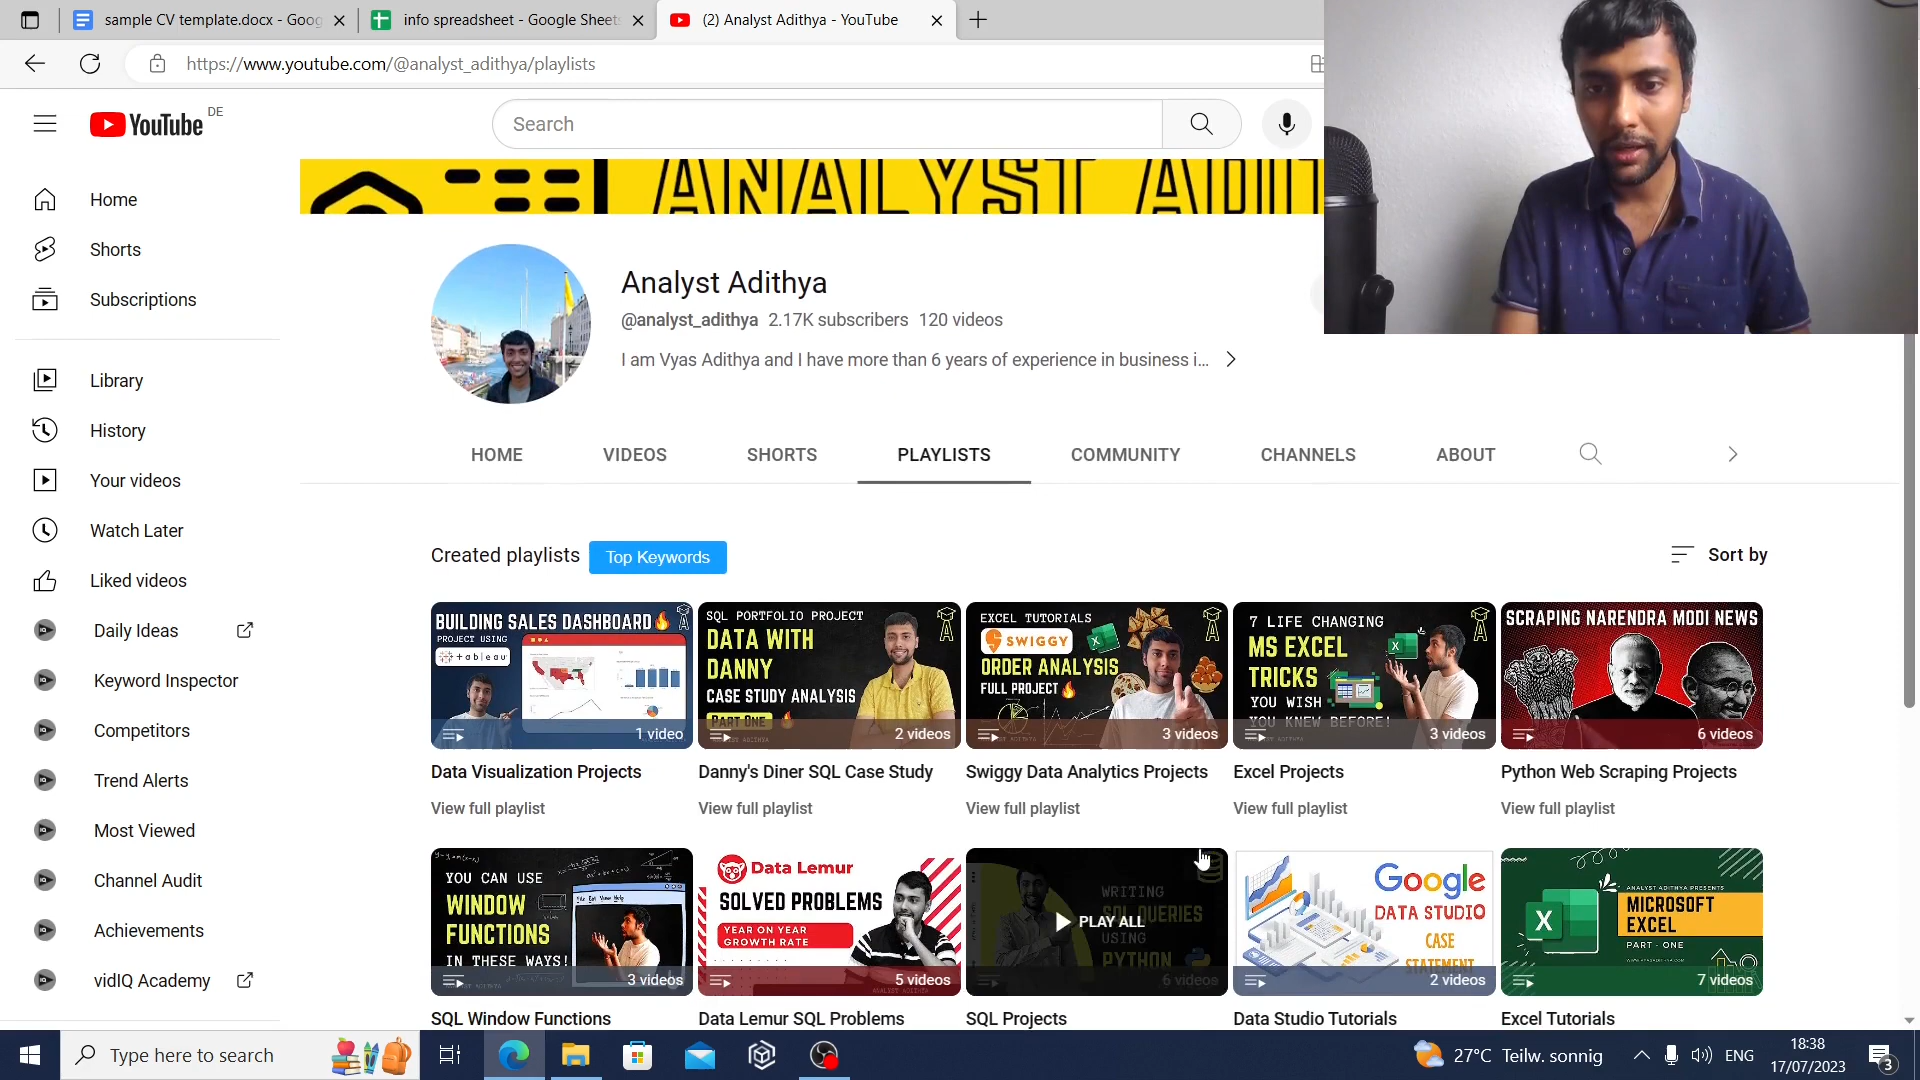 sample CV template.docx - Goog
info spreadsheet - Google Sheets
(2) Analyst Adithya - YouTube
https://www.youtube.com/@analyst_adithya/playlists
YouTube
DE
Search
ANALYST ADIT
Home
Shorts
Subscriptions
Library
History
Your videos
Watch Later
Liked videos
Daily Ideas
Keyword Inspector
Competitors
Trend Alerts
Most Viewed
Channel Audit
Achievements
vidIQ Academy
Analyst Adithya
@analyst_adithya 2.17K subscribers 120 videos
I am Vyas Adithya and I have more than 6 years of experience in business i...
HOME
VIDEOS
SHORTS
PLAYLISTS
COMMUNITY
CHANNELS
ABOUT
Created playlists
Top Keywords
Sort by
BUILDING SALES DASHBOARD
PROJECT USING
+ableau
1 video
Data Visualization Projects
View full playlist
SQL PORTFOLIO PROJECT
DATA WITH
DANNY
CASE STUDY ANALYSIS
PART ONE
2 videos
Danny's Diner SQL Case Study
View full playlist
EXCEL TUTORIALS
SWIGGY
ORDER ANALYSIS
FULL PROJECT
3 videos
Swiggy Data Analytics Projects
View full playlist
7 LIFE CHANGING
MS EXCEL
TRICKS
YOU WISH
YOU KNEW BEFORE!
3 videos
Excel Projects
View full playlist
SCRAPING NARENDRA MODI NEWS
6 videos
Python Web Scraping Projects
View full playlist
YOU CAN USE
WINDOW
FUNCTIONS
IN THESE WAYS!
3 videos
SQL Window Functions
Data Lemur
SOLVED PROBLEMS
YEAR ON YEAR
GROWTH RATE
5 videos
Data Lemur SQL Problems
WRITING
SQL QUERIES
USING
PYTHON
PLAY ALL
6 videos
SQL Projects
Google
DATA STUDIO
CASE
STATEMENT
2 videos
Data Studio Tutorials
ANALYST ADITHYA PRESENTS
MICROSOFT
EXCEL
PART - ONE
7 videos
Excel Tutorials
Type here to search
27°C Teilw. sonnig
ENG
18:38
17/07/2023
3